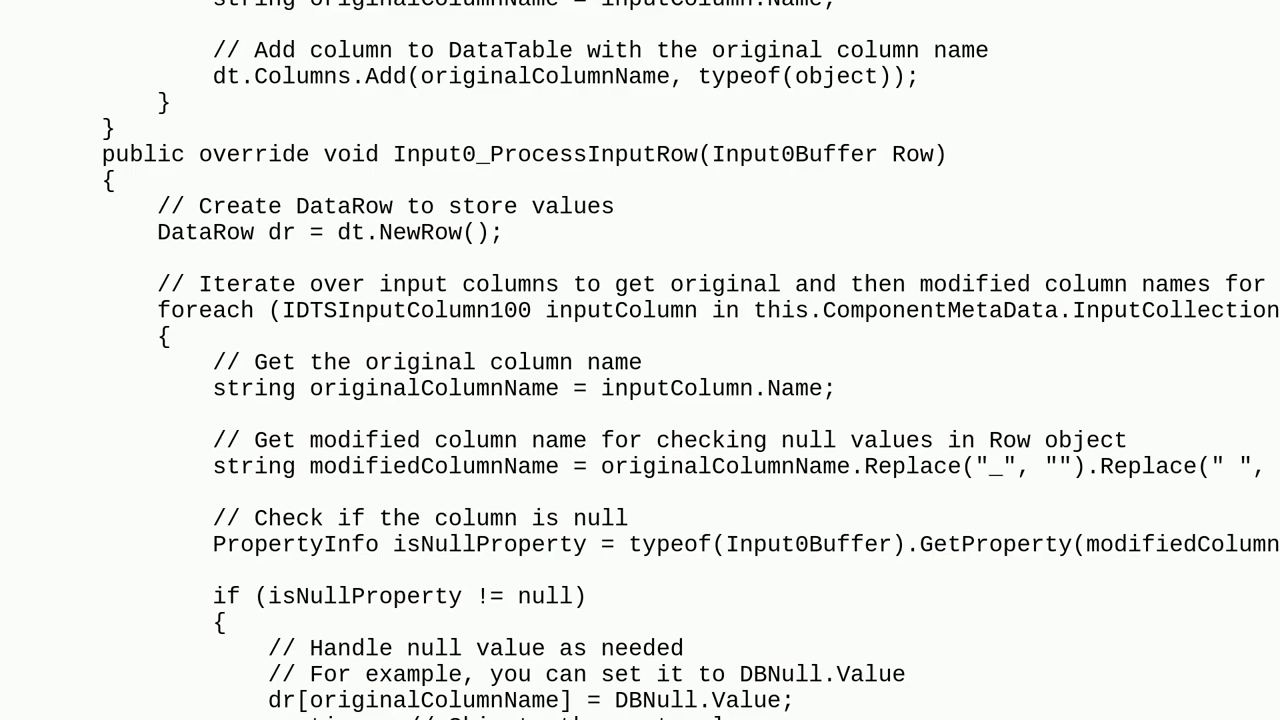 string originalColumnName = inputColumn.Name;
// Add column to DataTable with the original column name
dt.Columns.Add(originalColumnName, typeof(object));
}
}
public override void Input0_ProcessInputRow(Input0Buffer Row)
{
// Create DataRow to store values
DataRow dr = dt.NewRow();
// Iterate over input columns to get original and then modified column names for
foreach (IDTSInputColumn100 inputColumn in this.ComponentMetaData.InputCollection
{
// Get the original column name
string originalColumnName = inputColumn.Name;
// Get modified column name for checking null values in Row object
string modifiedColumnName = originalColumnName.Replace("_", "").Replace(" ",
// Check if the column is null
PropertyInfo isNullProperty = typeof(Input0Buffer).GetProperty(modifiedColumn
if (isNullProperty != null)
{
// Handle null value as needed
// For example, you can set it to DBNull.Value
dr[originalColumnName] = DBNull.Value;